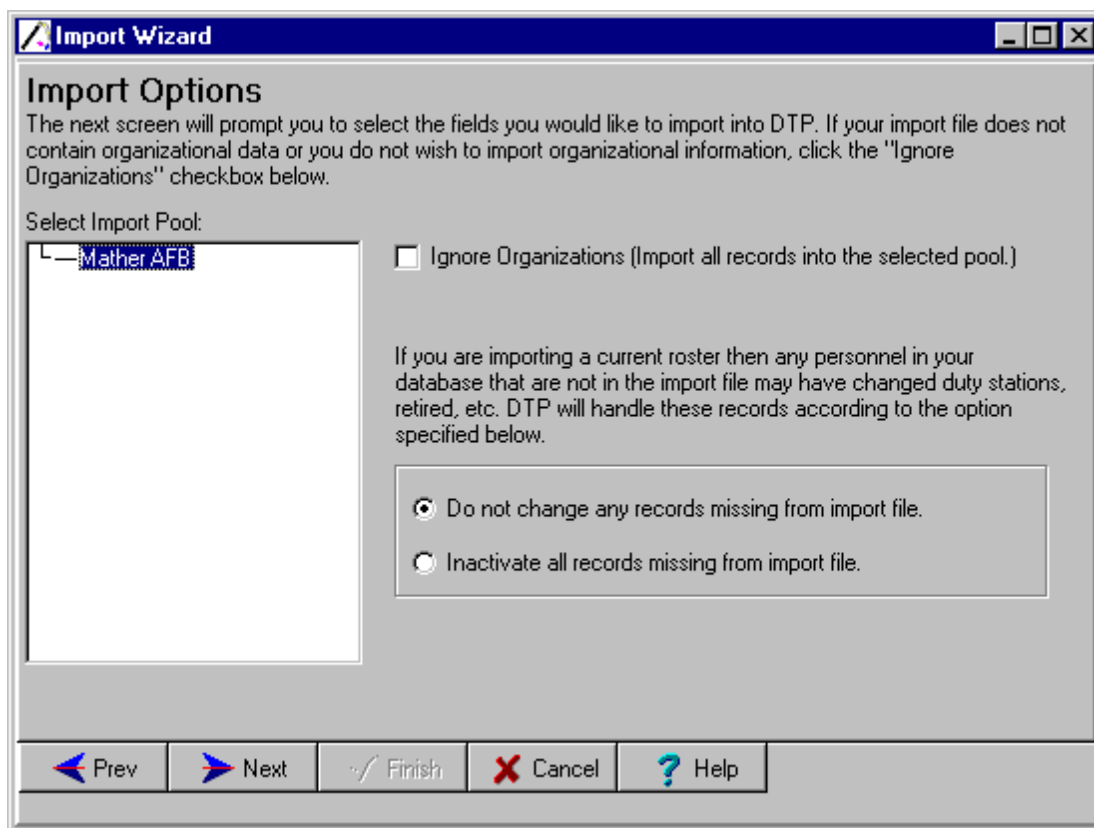 Import Wizard
Import Options
The next screen will prompt you to select the fields you would like to import into DTP. If your import file does not
contain organizational data or you do not wish to import organizational information, click the "Ignore
Organizations" checkbox below.
Select Import Pool:
Mather AFB
Ignore Organizations (Import all records into the selected pool.)
If you are importing a current roster then any personnel in your
database that are not in the import file may have changed duty stations,
retired, etc. DTP will handle these records according to the option
specified below.
Do not change any records missing from import file.
Inactivate all records missing from import file.
Prev
Next
Finish
Cancel
Help